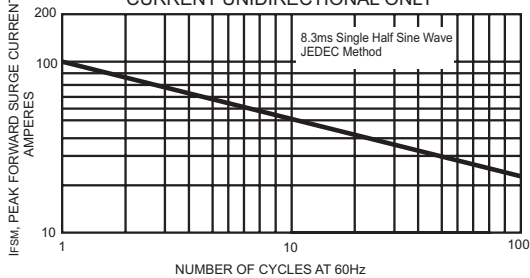 CURRENT UNIDIRECTIONAL ONLY
IFSM, PEAK FORWARD SURGE CURRENT
AMPERES
200
100
10
8.3ms Single Half Sine Wave
JEDEC Method
1
10
100
NUMBER OF CYCLES AT 60Hz